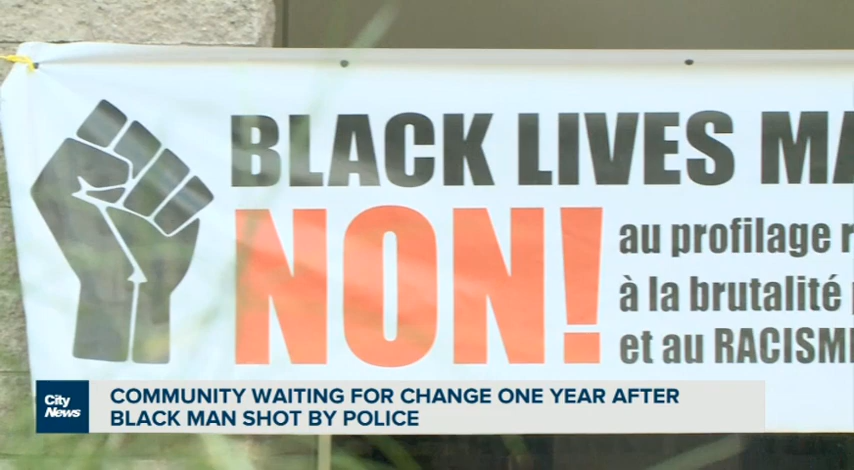 BLACK LIVES MA
NON!
au profilage r
à la brutalité p
et au RACISME
City
News
COMMUNITY WAITING FOR CHANGE ONE YEAR AFTER
BLACK MAN SHOT BY POLICE